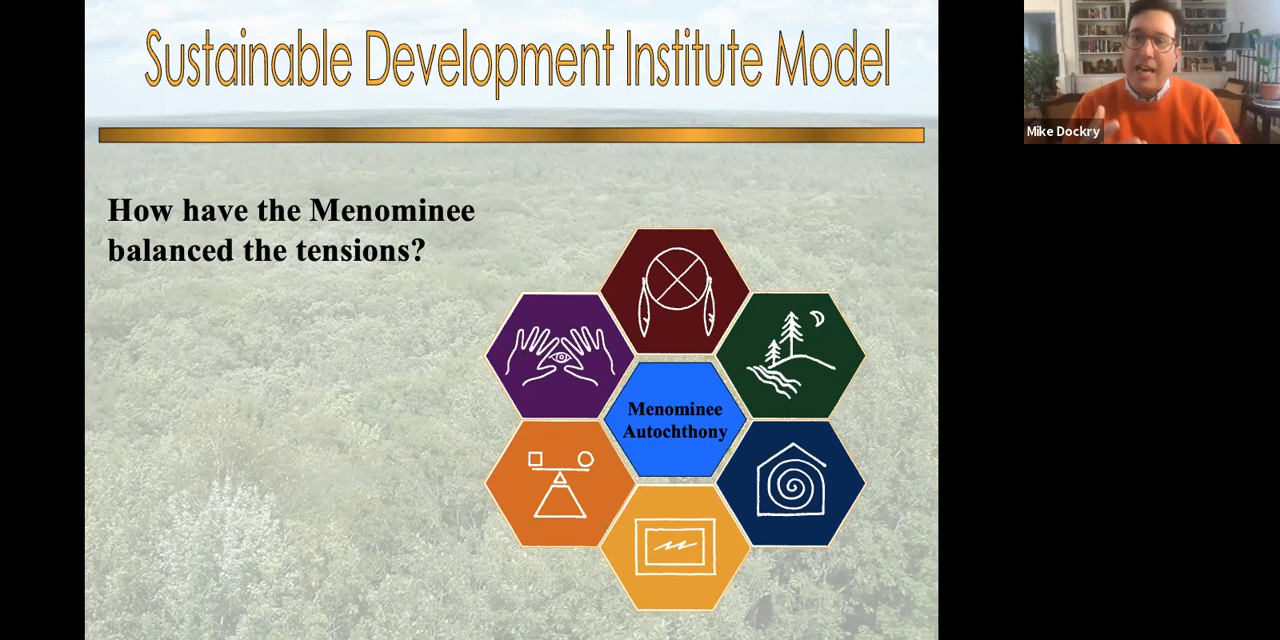 Sustainable Development Institute Model
Mike Dockry
How have the Menominee
balanced the tensions?
Menominee
Autochthony